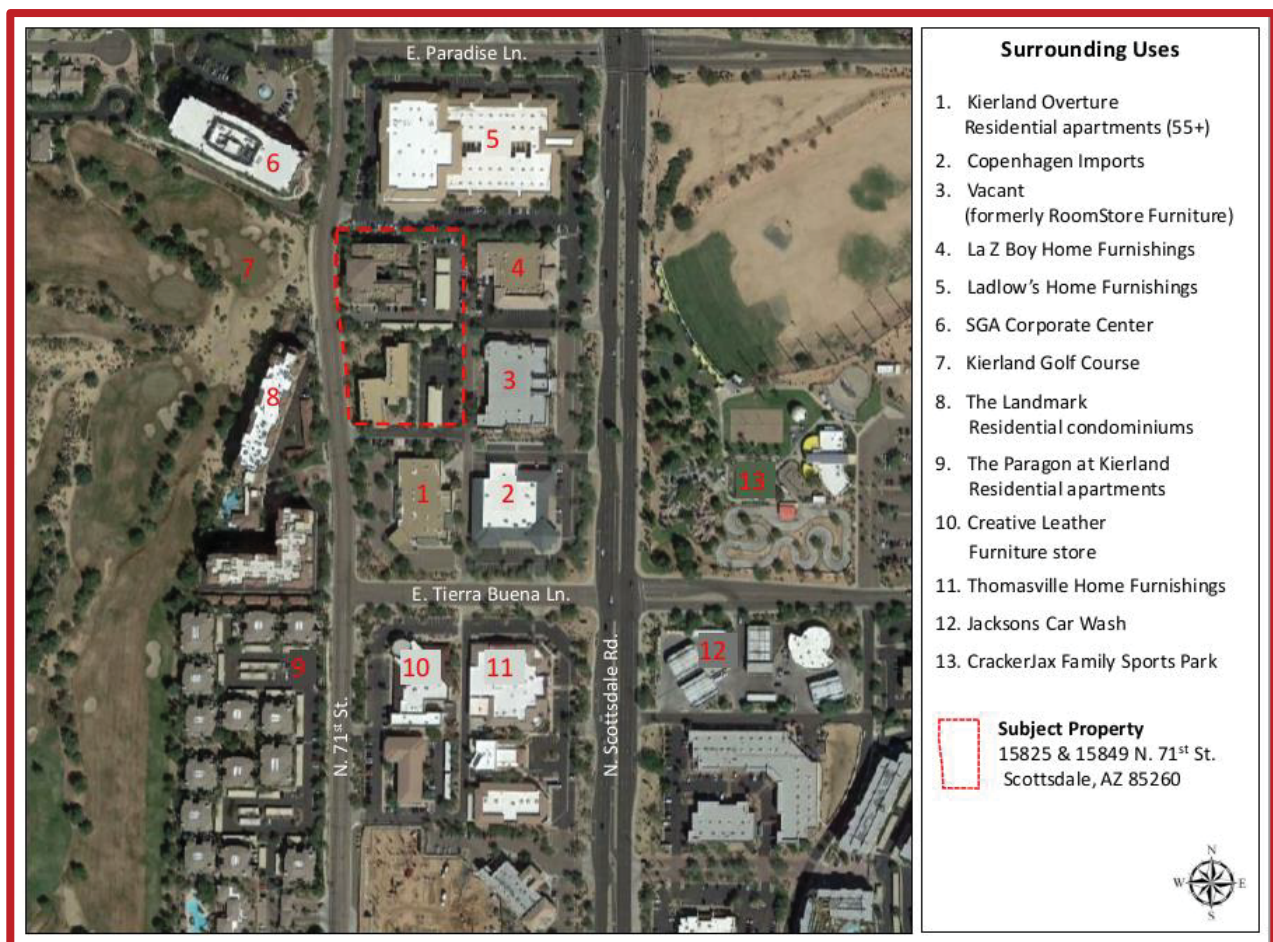 E. Paradise Ln.
5
6
7
4
8
3
1
2
13
E. Tierra Buena Ln.
9
10
11
12
N. 71st St.
N. Scottsdale Rd.
Surrounding Uses
1. Kierland Overture
Residential apartments (55+)
2. Copenhagen Imports
3. Vacant
(formerly RoomStore Furniture)
4. La Z Boy Home Furnishings
5. Ladlow's Home Furnishings
6. SGA Corporate Center
7. Kierland Golf Course
8. The Landmark
Residential condominiums
9. The Paragon at Kierland
Residential apartments
10. Creative Leather
Furniture store
11. Thomasville Home Furnishings
12. Jacksons Car Wash
13. CrackerJax Family Sports Park
Subject Property
15825 & 15849 N. 71st St.
Scottsdale, AZ 85260
N
W E
S